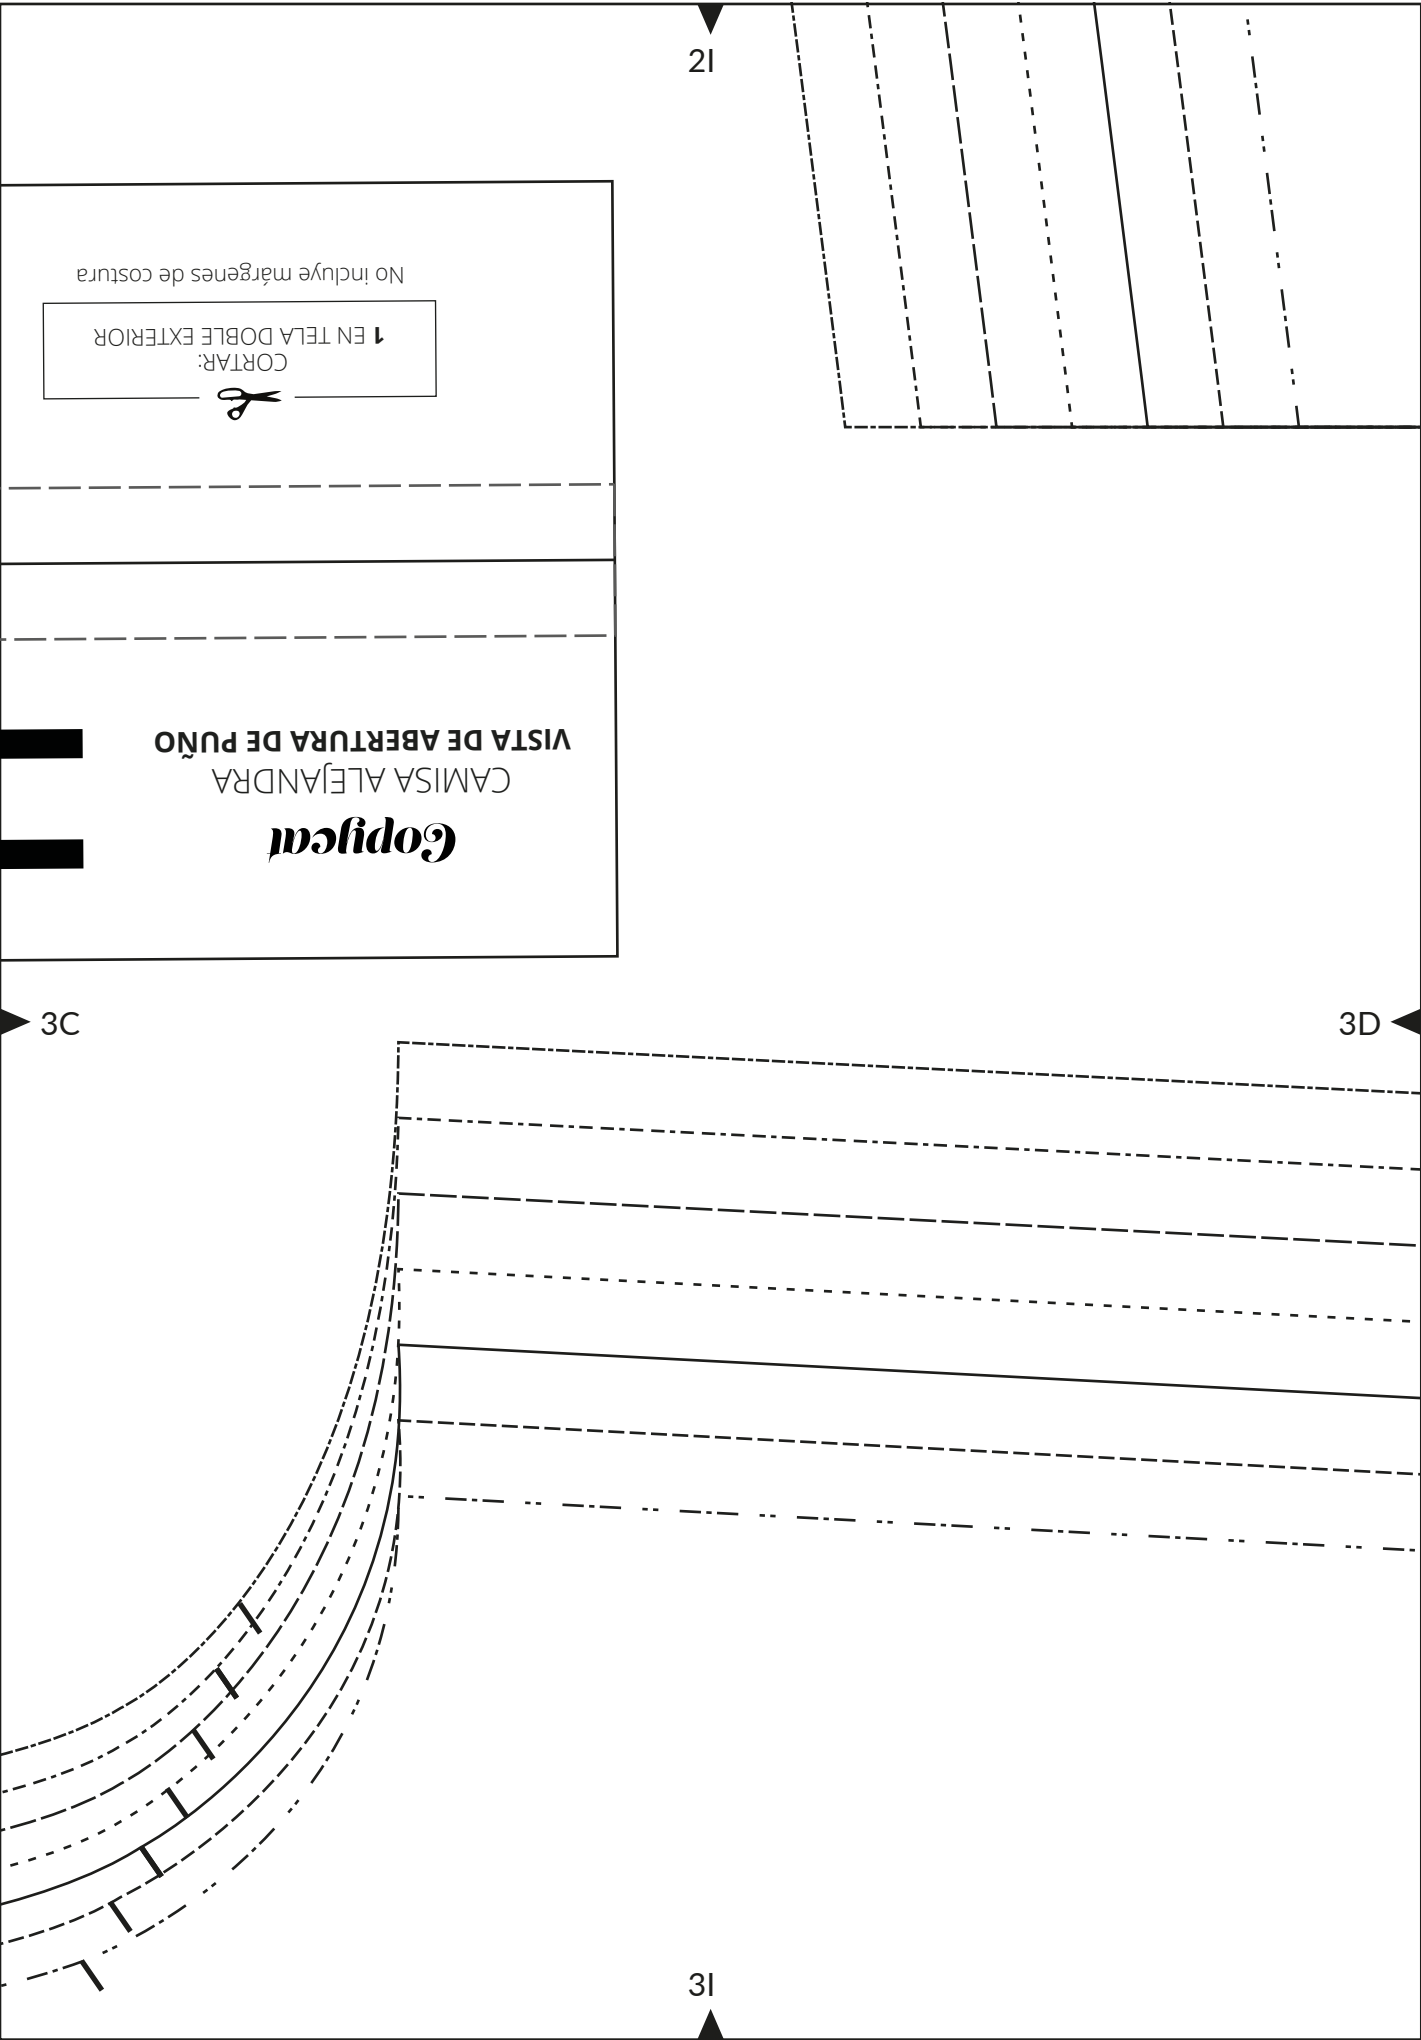 2I
Copycat
CAMISA ALEJANDRA
VISTA DE ABERTURA DE PUÑO
CORTAR:
1 EN TELA DOBLE EXTERIOR
No incluye márgenes de costura
3C
3D
3I